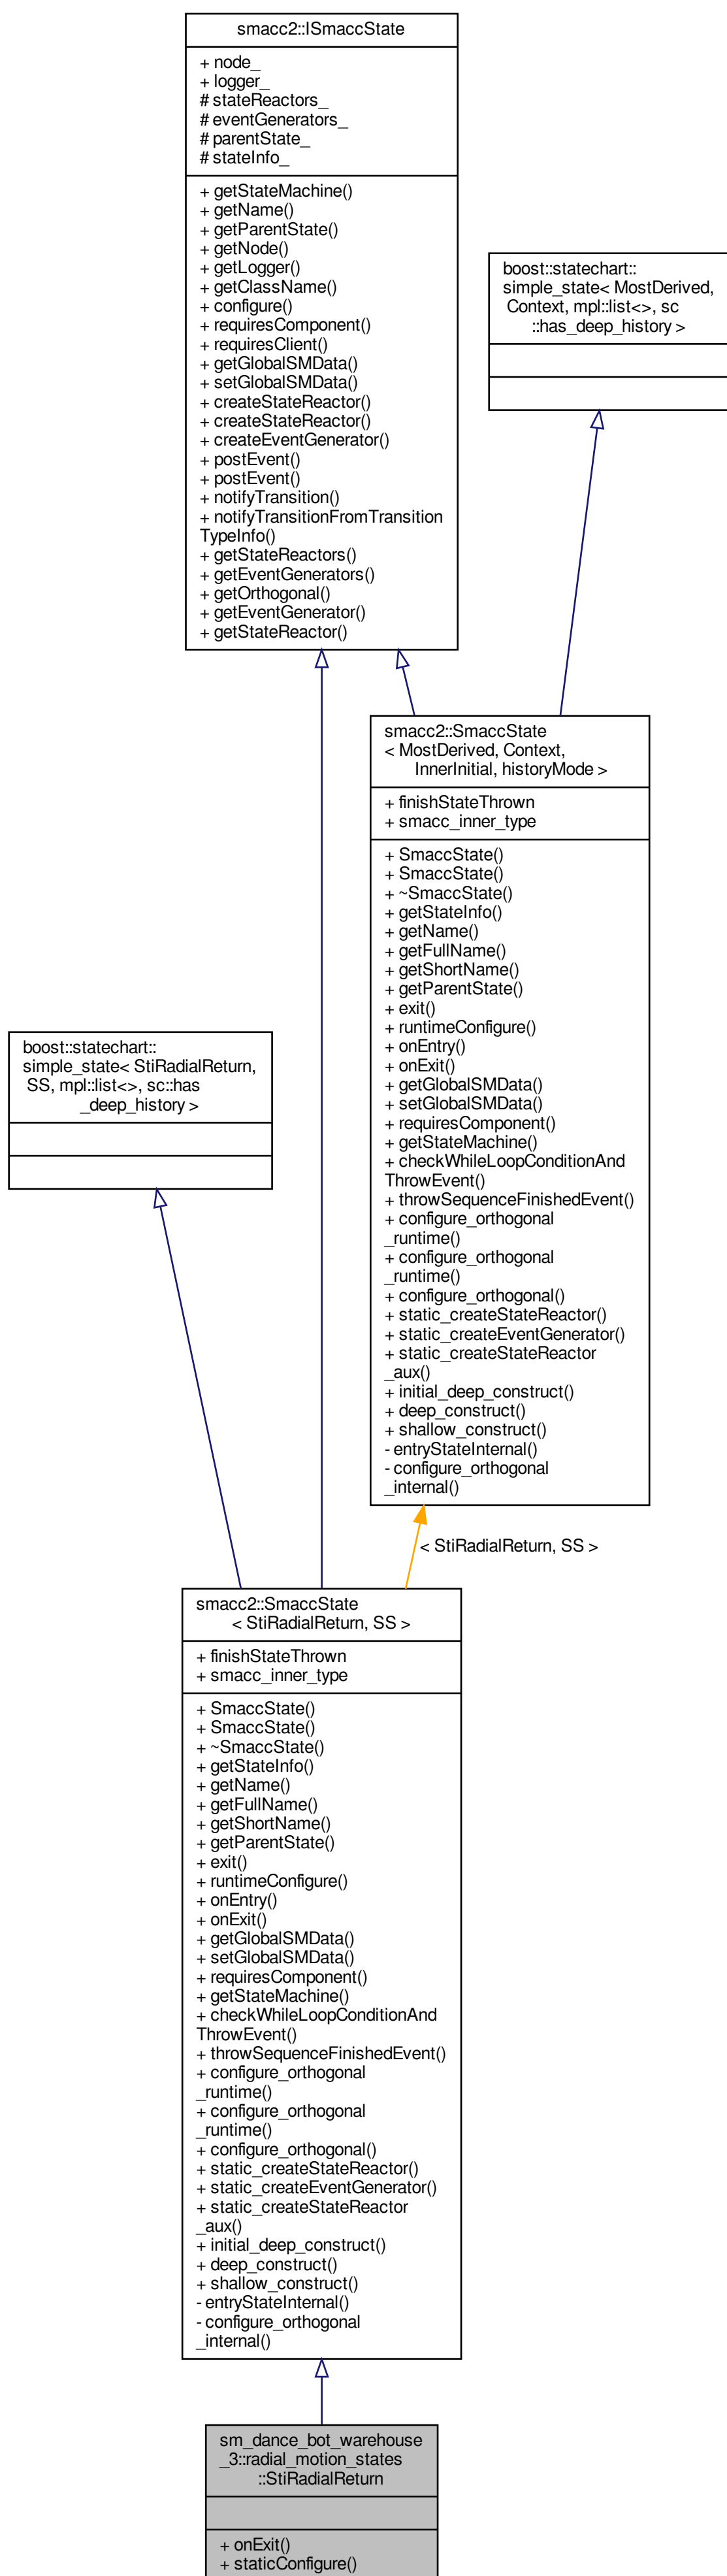 smacc2::ISmaccState
+ node_
+ logger_
# stateReactors_
# eventGenerators_
# parentState_
# stateInfo_
+ getStateMachine()
+ getName()
+ getParentState()
+ getNode()
+ getLogger()
+ getClassName()
+ configure()
+ requiresComponent()
+ requiresClient()
+ getGlobalSMData()
+ setGlobalSMData()
+ createStateReactor()
+ createStateReactor()
+ createEventGenerator()
+ postEvent()
+ postEvent()
+ notifyTransition()
+ notifyTransitionFromTransition
TypeInfo()
+ getStateReactors()
+ getEventGenerators()
+ getOrthogonal()
+ getEventGenerator()
+ getStateReactor()
boost::statechart::
simple_state< MostDerived,
Context, mpl::list<>, sc
::has_deep_history >
smacc2::SmaccState
< MostDerived, Context,
InnerInitial, historyMode >
+ finishStateThrown
+ smacc_inner_type
+ SmaccState()
+ SmaccState()
+ ~SmaccState()
+ getStateInfo()
+ getName()
+ getFullName()
+ getShortName()
+ getParentState()
+ exit()
+ runtimeConfigure()
+ onEntry()
+ onExit()
+ getGlobalSMData()
+ setGlobalSMData()
+ requiresComponent()
+ getStateMachine()
+ checkWhileLoopConditionAnd
ThrowEvent()
+ throwSequenceFinishedEvent()
+ configure_orthogonal
_runtime()
+ configure_orthogonal
_runtime()
+ configure_orthogonal()
+ static_createStateReactor()
+ static_createEventGenerator()
+ static_createStateReactor
_aux()
+ initial_deep_construct()
+ deep_construct()
+ shallow_construct()
- entryStateInternal()
- configure_orthogonal
_internal()
boost::statechart::
simple_state< StiRadialReturn,
SS, mpl::list<>, sc::has
_deep_history >
< StiRadialReturn, SS >
smacc2::SmaccState
< StiRadialReturn, SS >
+ finishStateThrown
+ smacc_inner_type
+ SmaccState()
+ SmaccState()
+ ~SmaccState()
+ getStateInfo()
+ getName()
+ getFullName()
+ getShortName()
+ getParentState()
+ exit()
+ runtimeConfigure()
+ onEntry()
+ onExit()
+ getGlobalSMData()
+ setGlobalSMData()
+ requiresComponent()
+ getStateMachine()
+ checkWhileLoopConditionAnd
ThrowEvent()
+ throwSequenceFinishedEvent()
+ configure_orthogonal
_runtime()
+ configure_orthogonal
_runtime()
+ configure_orthogonal()
+ static_createStateReactor()
+ static_createEventGenerator()
+ static_createStateReactor
_aux()
+ initial_deep_construct()
+ deep_construct()
+ shallow_construct()
- entryStateInternal()
- configure_orthogonal
_internal()
sm_dance_bot_warehouse
_3::radial_motion_states
::StiRadialReturn
+ onExit()
+ staticConfigure()